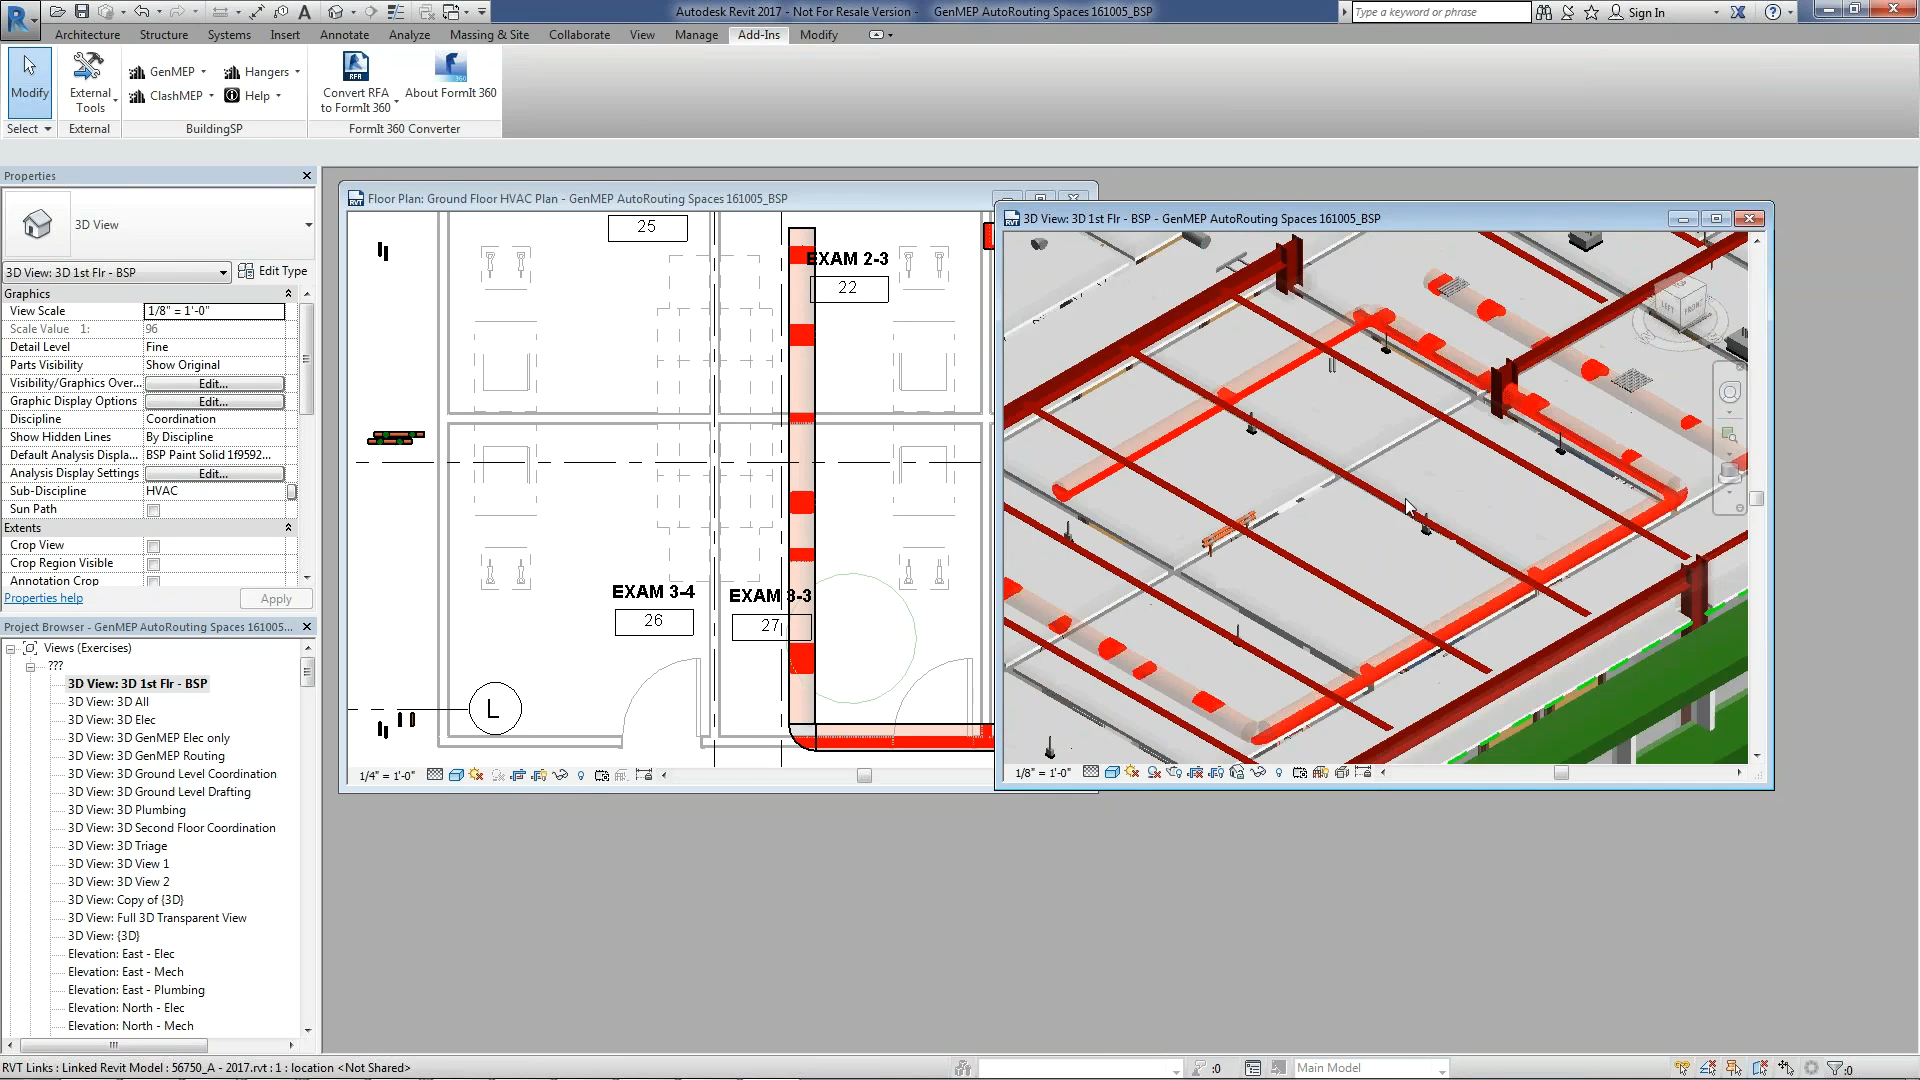 Autodesk Revit 2017 - Not For Resale Version -    GenMEP AutoRouting Spaces 161005_BSP
Type a keyword or phrase
Sign In
Architecture
Structure
Systems
Insert
Annotate
Analyze
Massing & Site
Collaborate
View
Manage
Add-Ins
Modify
Modify
External
Tools
GenMEP
Hangers
ClashMEP
Help
Convert RFA
to FormIt 360
About FormIt 360
Select
External
BuildingSP
FormIt 360 Converter
Properties
3D View
3D View: 3D 1st Flr - BSP
Edit Type
Graphics
View Scale 1/8" = 1'-0"
Scale Value 1: 96
Detail Level Fine
Parts Visibility Show Original
Visibility/Graphics Over... Edit...
Graphic Display Options Edit...
Discipline Coordination
Show Hidden Lines By Discipline
Default Analysis Displa... BSP Paint Solid 1f9592...
Analysis Display Settings Edit...
Sub-Discipline HVAC
Sun Path
Extents
Crop View
Crop Region Visible
Annotation Crop
Properties help
Apply
Project Browser - GenMEP AutoRouting Spaces 161005...
Views (Exercises)
???
3D View: 3D 1st Flr - BSP
3D View: 3D All
3D View: 3D Elec
3D View: 3D GenMEP Elec only
3D View: 3D GenMEP Routing
3D View: 3D Ground Level Coordination
3D View: 3D Ground Level Drafting
3D View: 3D Plumbing
3D View: 3D Second Floor Coordination
3D View: 3D Triage
3D View: 3D View 1
3D View: 3D View 2
3D View: Copy of {3D}
3D View: Full 3D Transparent View
3D View: {3D}
Elevation: East - Elec
Elevation: East - Mech
Elevation: East - Plumbing
Elevation: North - Elec
Elevation: North - Mech
Floor Plan: Ground Floor HVAC Plan - GenMEP AutoRouting Spaces 161005_BSP
25
EXAM 2-3
22
EXAM 3-4
26
EXAM 3-3
27
L
1/4" = 1'-0"
3D View: 3D 1st Flr - BSP - GenMEP AutoRouting Spaces 161005_BSP
LEFT
FRONT
1/8" = 1'-0"
RVT Links : Linked Revit Model : 56750_A - 2017.rvt : 1 : location <Not Shared>
:0
Main Model
:0